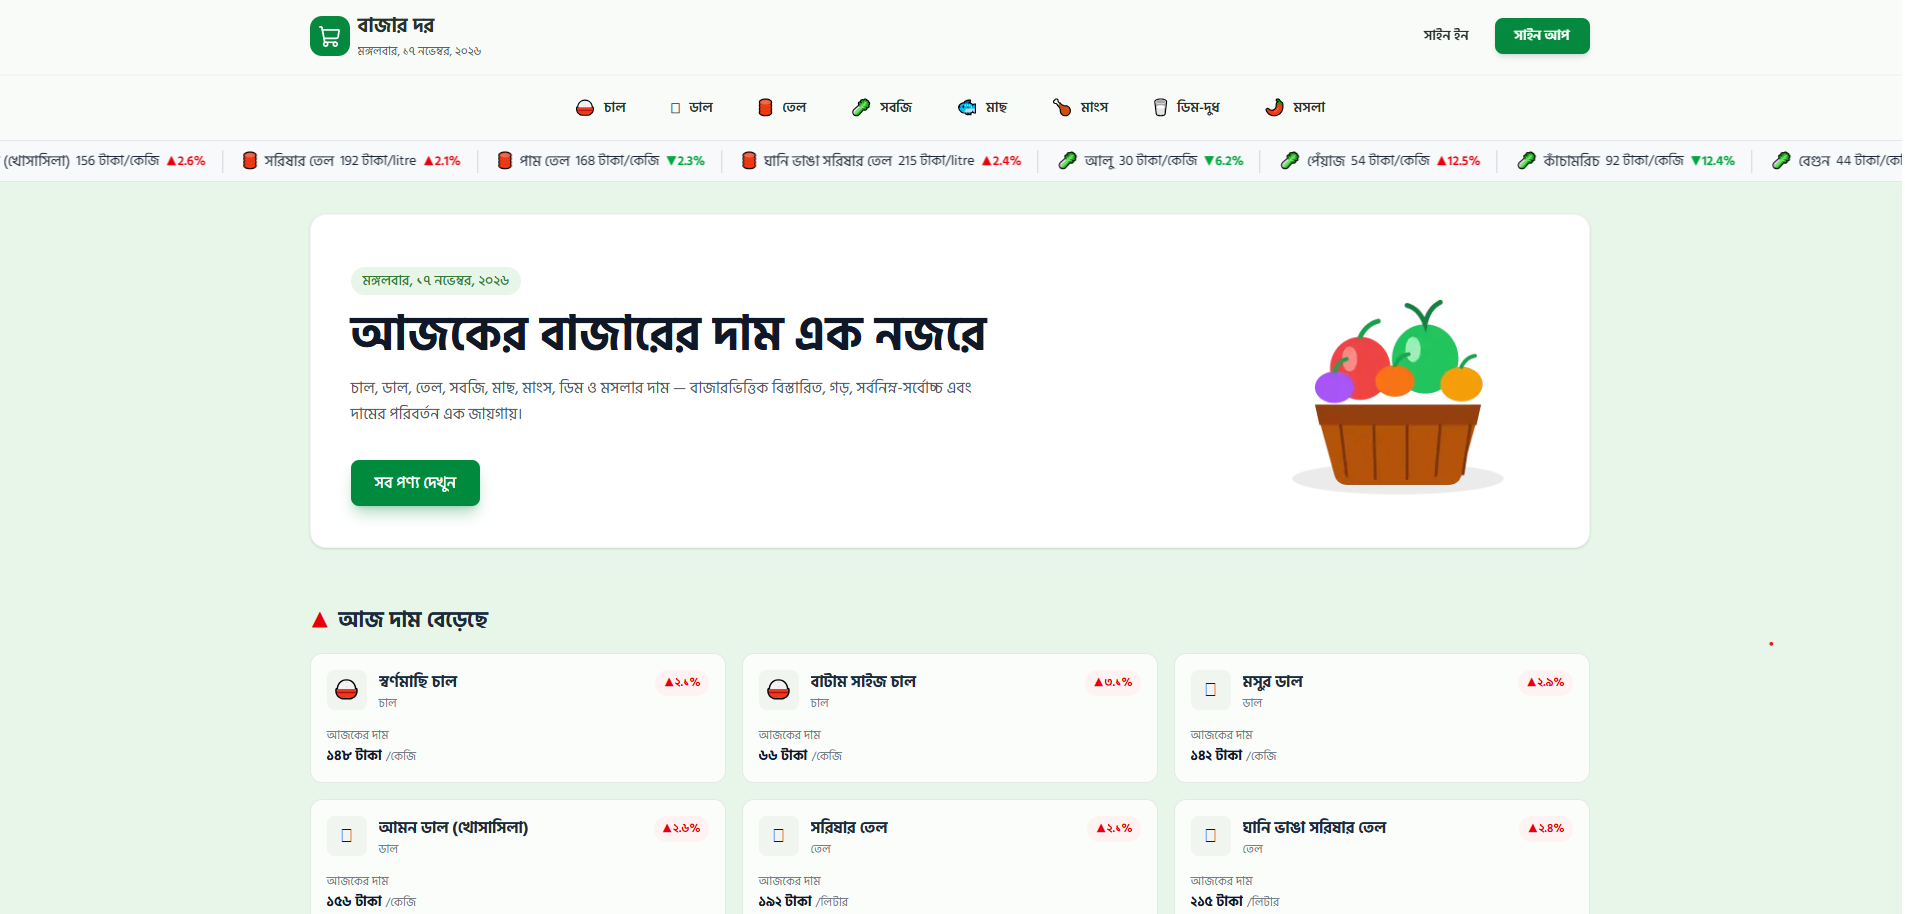 বাজার দর
মঙ্গলবার, ১৭ নভেম্বর, ২০২৬
সাইন ইন
সাইন আপ
চাল ডাল তেল সবজি মাছ মাংস ডিম-দুধ মসলা
(খোসাসিলা) 156 টাকা/কেজি ▲2.6% সরিষার তেল 192 টাকা/litre ▲2.1% পাম তেল 168 টাকা/কেজি ▼2.3% ঘানি ভাঙা সরিষার তেল 215 টাকা/litre ▲2.4% আলু 30 টাকা/কেজি ▼6.2% পেঁয়াজ 54 টাকা/কেজি ▲12.5% কাঁচামরিচ 92 টাকা/কেজি ▼12.4% বেগুন 44
মঙ্গলবার, ১৭ নভেম্বর, ২০২৬
আজকের বাজারের দাম এক নজরে
চাল, ডাল, তেল, সবজি, মাছ, মাংস, ডিম ও মসলার দাম — বাজারভিত্তিক বিস্তারিত, গড়, সর্বনিম্ন-সর্বোচ্চ এবং
দামের পরিবর্তন এক জায়গায়।
সব পণ্য দেখুন
▲ আজ দাম বেড়েছে
স্বর্ণমাছি চাল ▲২.১%
চাল
আজকের দাম
১৪৮ টাকা /কেজি
বাটাম সাইজ চাল ▲৩.১%
চাল
আজকের দাম
৬৬ টাকা /কেজি
মসুর ডাল ▲২.৯%
ডাল
আজকের দাম
১৪২ টাকা /কেজি
আমন ডাল (খোসাসিলা) ▲২.৬%
ডাল
আজকের দাম
১৫৬ টাকা /কেজি
সরিষার তেল ▲২.১%
তেল
আজকের দাম
১৯২ টাকা /লিটার
ঘানি ভাঙা সরিষার তেল ▲২.৪%
তেল
আজকের দাম
২১৫ টাকা /লিটার